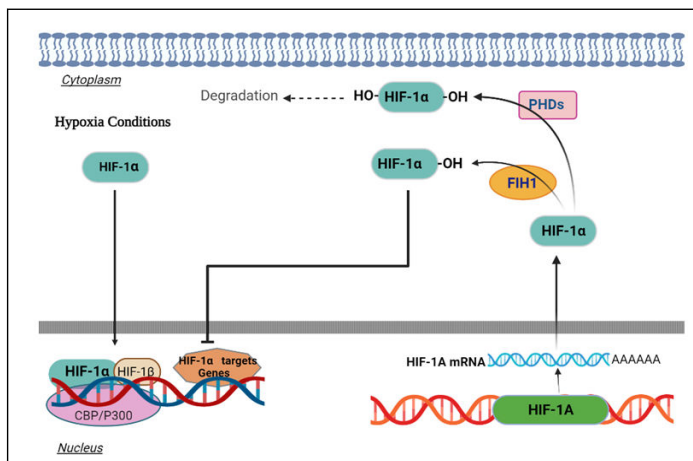 Cytoplasm
Degradation
HO-
HIF-1α
-OH
PHDs
Hypoxia Conditions
HIF-1α
HIF-1α
-OH
FIH1
HIF-1α
HIF-1α
HIF-1β
HIF-1α targets
Genes
HIF-1A mRNA
AAAAAA
CBP/P300
HIF-1A
Nucleus